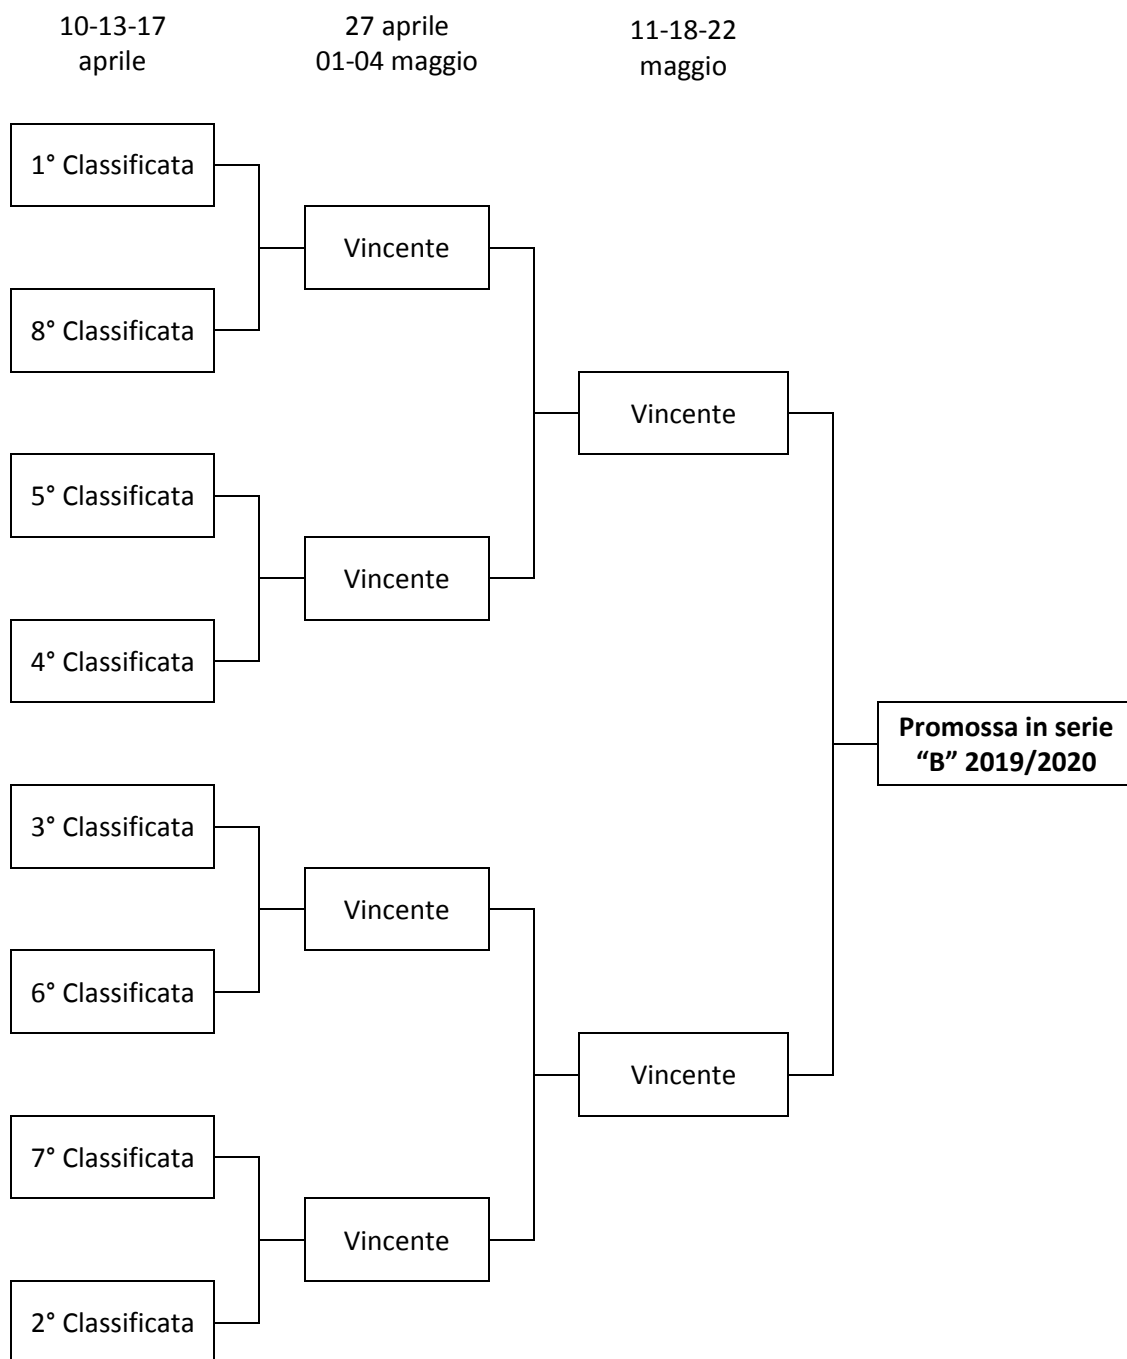 10-13-17
aprile
27 aprile
01-04 maggio
11-18-22
maggio
1° Classificata
Vincente
8° Classificata
Vincente
5° Classificata
Vincente
4° Classificata
Promossa in serie
“B” 2019/2020
3° Classificata
Vincente
6° Classificata
Vincente
7° Classificata
Vincente
2° Classificata